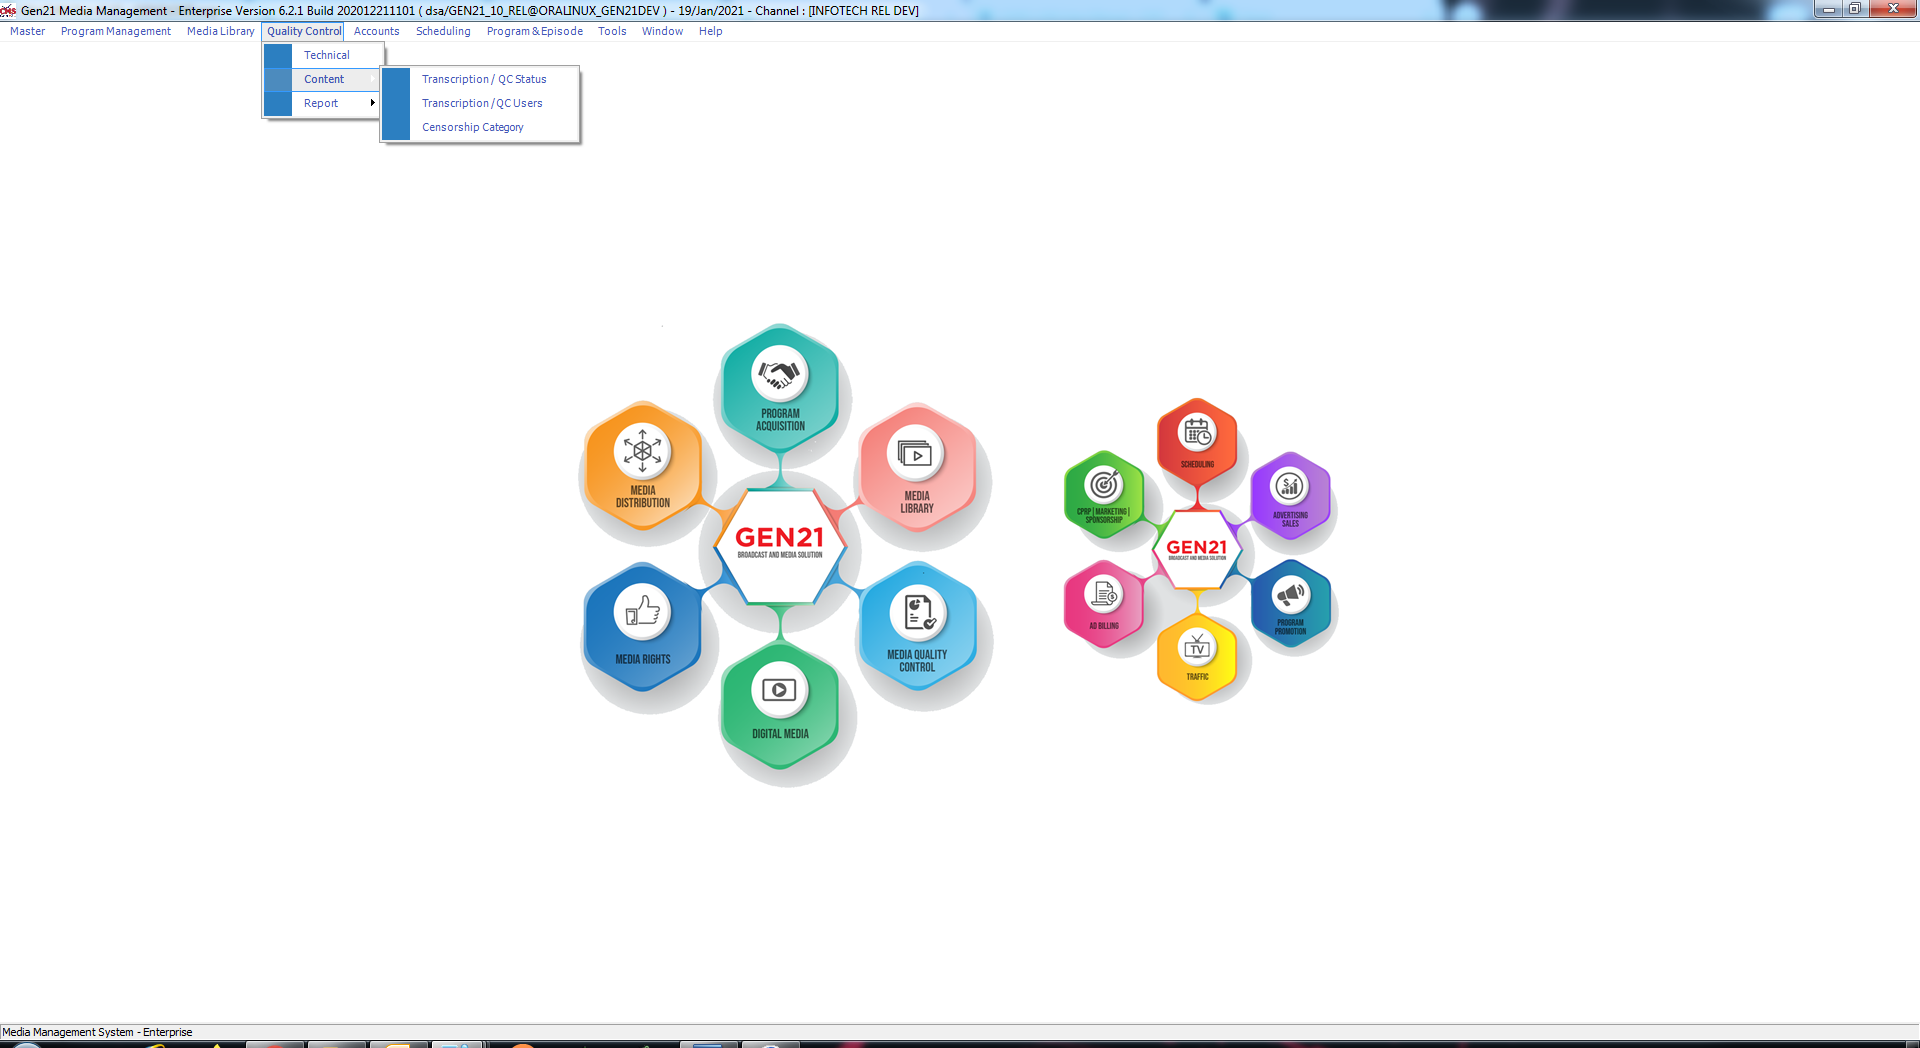 Gen21 Media Management - Enterprise Version 6.2.1 Build 202012211101 ( dsa/GEN21_10_REL@ORALINUX_GEN21DEV ) - 19/Jan/2021 - Channel : [INFOTECH REL DEV]
Master Program Management Media Library Quality Control Accounts Scheduling Program & Episode Tools Window Help
Technical
Content
Report
Transcription / QC Status
Transcription / QC Users
Censorship Category
PROGRAM
ACQUISITION
MEDIA
DISTRIBUTION
MEDIA
LIBRARY
GEN21
BROADCAST AND MEDIA SOLUTION
MEDIA RIGHTS
MEDIA QUALITY
CONTROL
DIGITAL MEDIA
SCHEDULING
CPRP | MARKETING |
SPONSORSHIP
ADVERTISING
SALES
GEN21
BROADCAST AND MEDIA SOLUTION
AD BILLING
PROGRAM
PROMOTION
TV
TRAFFIC
Media Management System - Enterprise